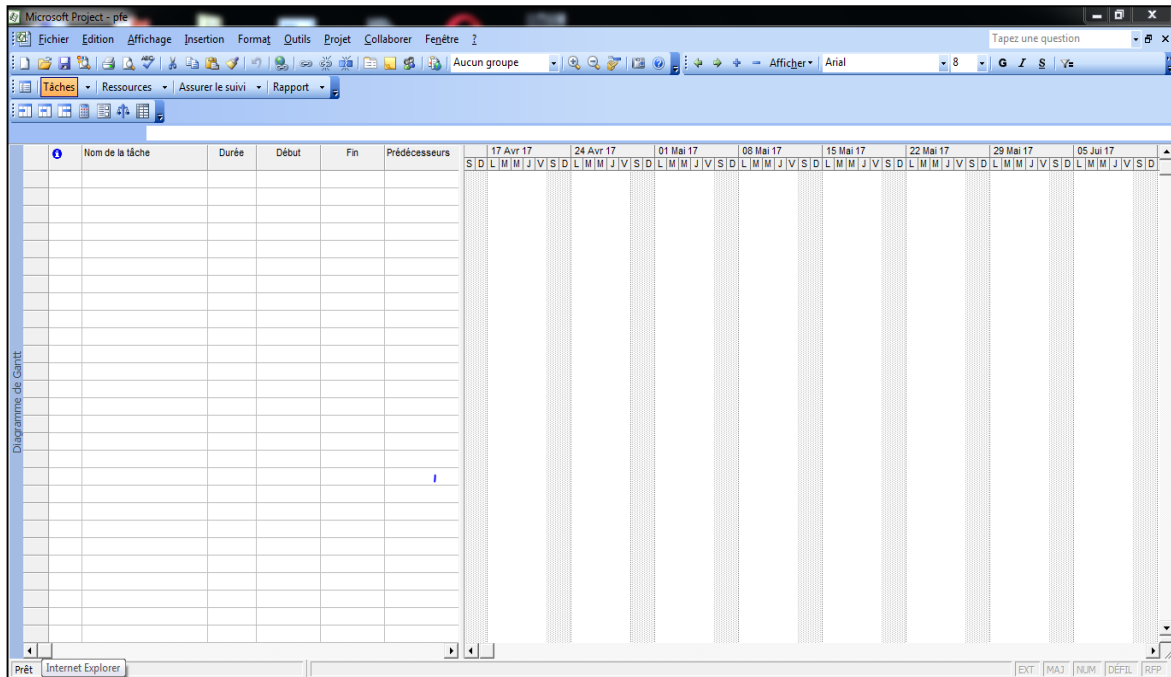 Microsoft Project - pfe
Fichier Edition Affichage Insertion Format Outils Projet Collaborer Fenêtre ?
Tapez une question
Aucun groupe
Afficher
Arial
8
G I S
Tâches Ressources Assurer le suivi Rapport
Nom de la tâche Durée Début Fin Prédécesseurs
17 Avr 17 24 Avr 17 01 Mai 17 08 Mai 17 15 Mai 17 22 Mai 17 29 Mai 17 05 Jui 17
S D L M M J V S D L M M J V S D L M M J V S D L M M J V S D L M M J V S D L M M J V S D L M M J V S D L M M J V S D
Diagramme de Gantt
Prêt
Internet Explorer
EXT MAJ NUM DÉFIL RFP